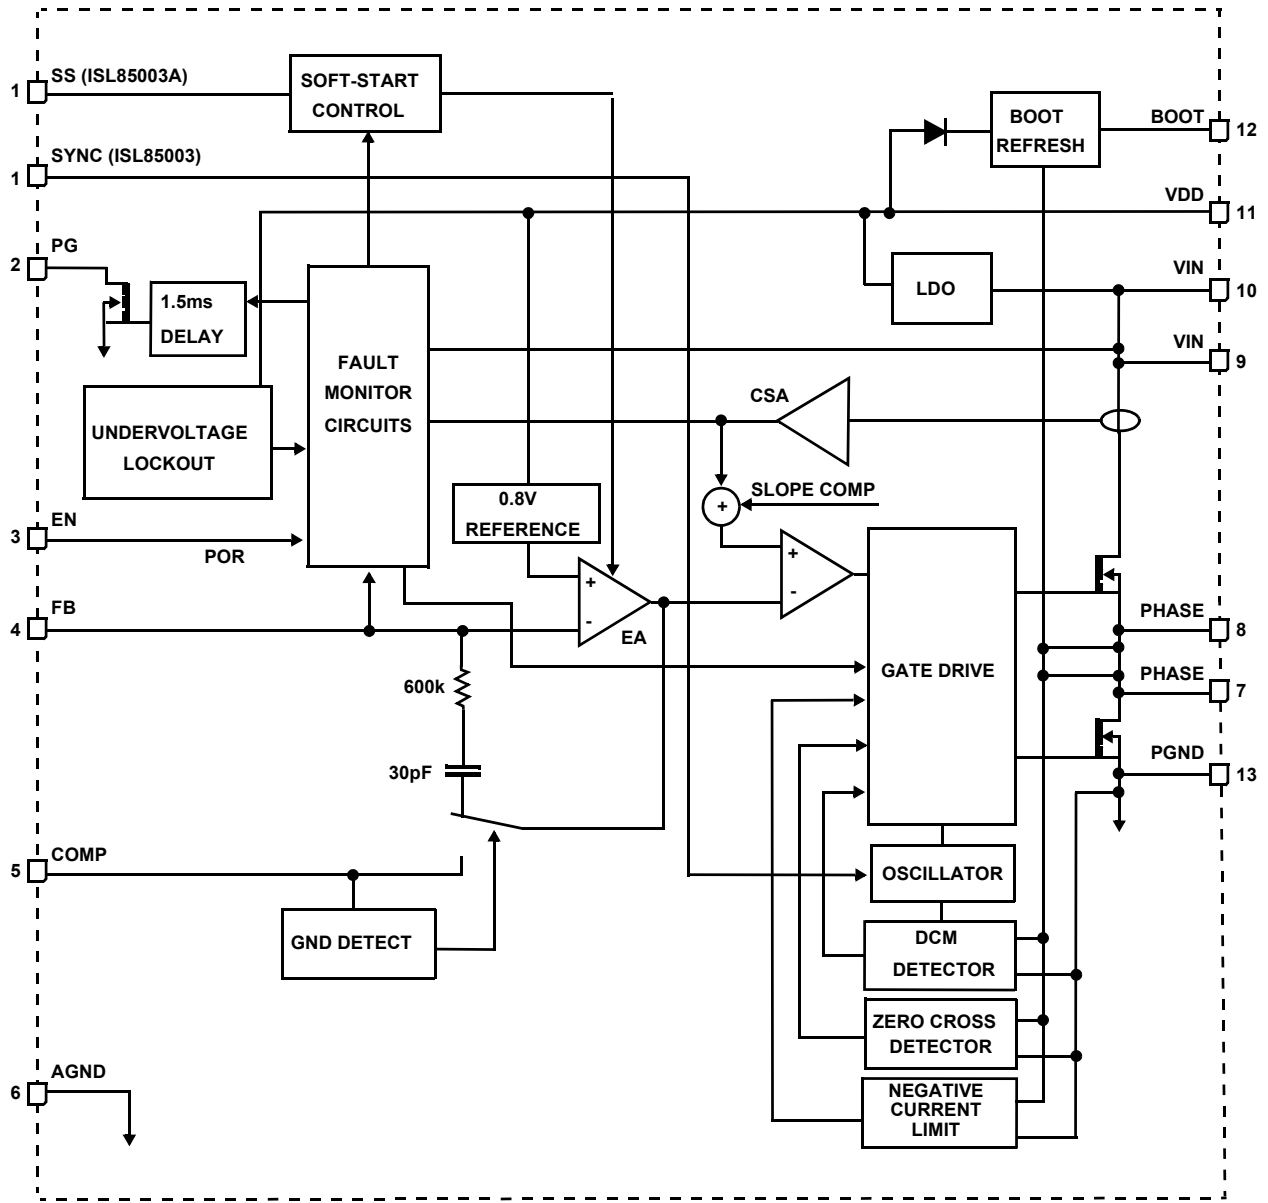 SS (ISL85003A)
1
SOFT-START
CONTROL
SYNC (ISL85003)
1
BOOT
REFRESH
BOOT
12
VDD
11
PG
2
1.5ms
DELAY
LDO
VIN
10
VIN
9
FAULT
MONITOR
CIRCUITS
CSA
UNDERVOLTAGE
LOCKOUT
0.8V
REFERENCE
+
SLOPE COMP
EN
3
POR
+
-
EA
+
-
FB
4
GATE DRIVE
PHASE
8
PHASE
7
600k
30pF
PGND
13
COMP
5
GND DETECT
OSCILLATOR
DCM
DETECTOR
ZERO CROSS
DETECTOR
NEGATIVE
CURRENT
LIMIT
AGND
6